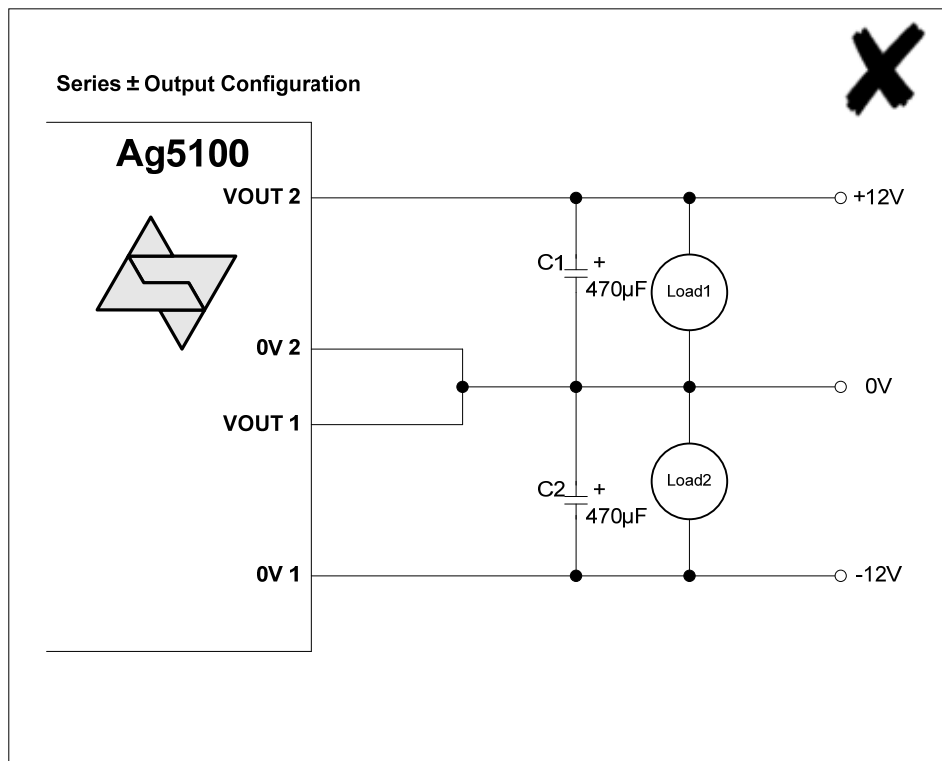 Series ± Output Configuration
Ag5100
VOUT 2
+12V
C1
+
470µF
Load1
0V 2
0V
VOUT 1
C2
+
470µF
Load2
0V 1
-12V